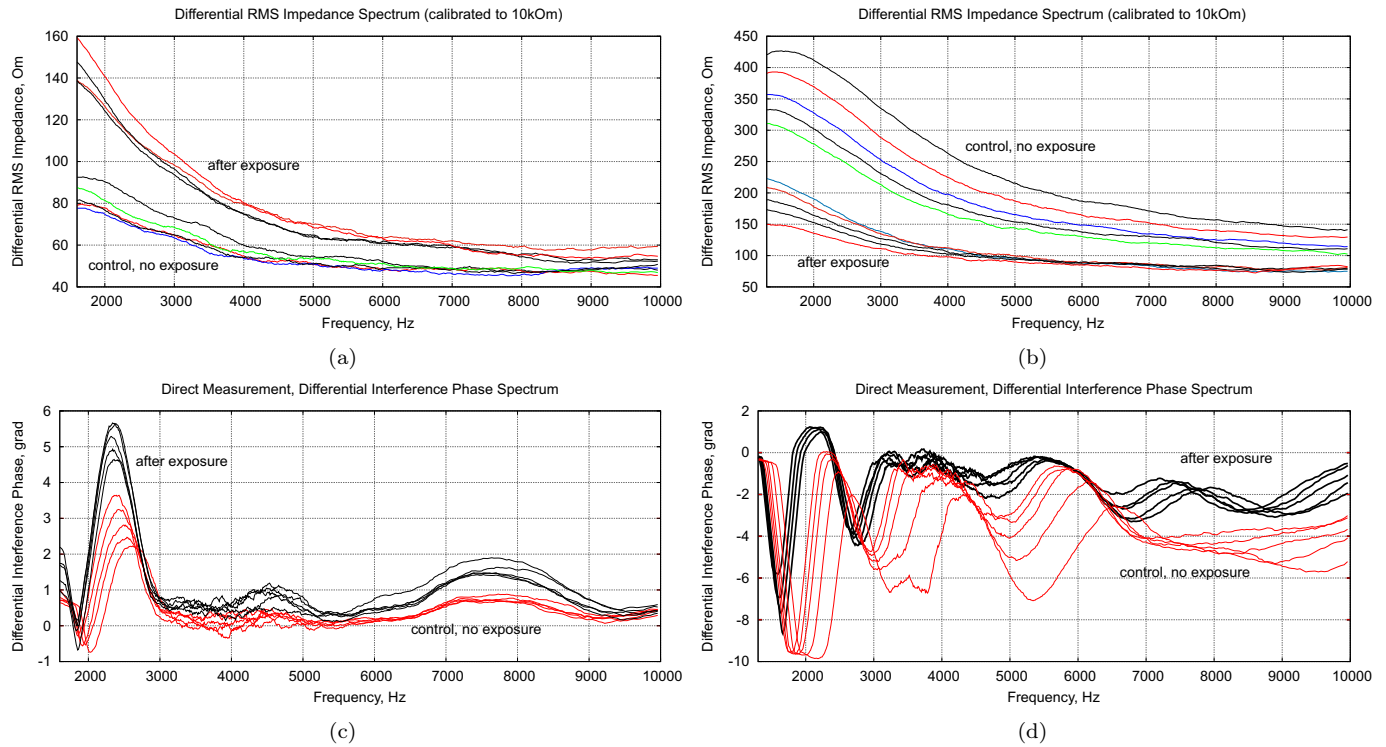 Differential RMS Impedance Spectrum (calibrated to 10kOm)
Differential RMS Impedance, Om
160
140
120
100
80
60
40
after exposure
control, no exposure
2000 3000 4000 5000 6000 7000 8000 9000 10000
Frequency, Hz
(a)
Differential RMS Impedance Spectrum (calibrated to 10kOm)
Differential RMS Impedance, Om
450
400
350
300
250
200
150
100
50
control, no exposure
after exposure
2000 3000 4000 5000 6000 7000 8000 9000 10000
Frequency, Hz
(b)
Direct Measurement, Differential Interference Phase Spectrum
Differential Interference Phase, grad
6
5
4
3
2
1
0
-1
after exposure
control, no exposure
2000 3000 4000 5000 6000 7000 8000 9000 10000
Frequency, Hz
(c)
Direct Measurement, Differential Interference Phase Spectrum
Differential Interference Phase, grad
2
0
-2
-4
-6
-8
-10
after exposure
control, no exposure
2000 3000 4000 5000 6000 7000 8000 9000 10000
Frequency, Hz
(d)